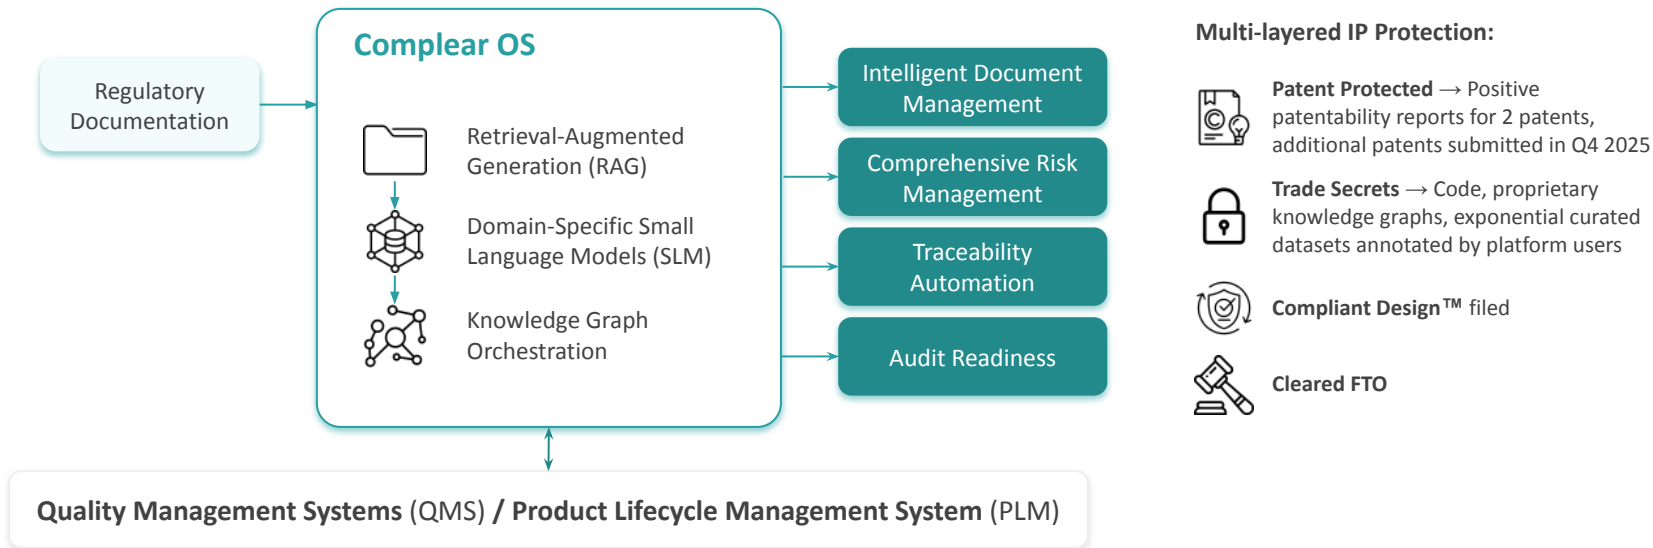 Regulatory
Documentation
Complear OS
Retrieval-Augmented
Generation (RAG)
Domain-Specific Small
Language Models (SLM)
Knowledge Graph
Orchestration
Intelligent Document
Management
Comprehensive Risk
Management
Traceability
Automation
Audit Readiness
Quality Management Systems (QMS) / Product Lifecycle Management System (PLM)
Multi-layered IP Protection:
Patent Protected → Positive
patentability reports for 2 patents,
additional patents submitted in Q4 2025
Trade Secrets → Code, proprietary
knowledge graphs, exponential curated
datasets annotated by platform users
Compliant Design™ filed
Cleared FTO